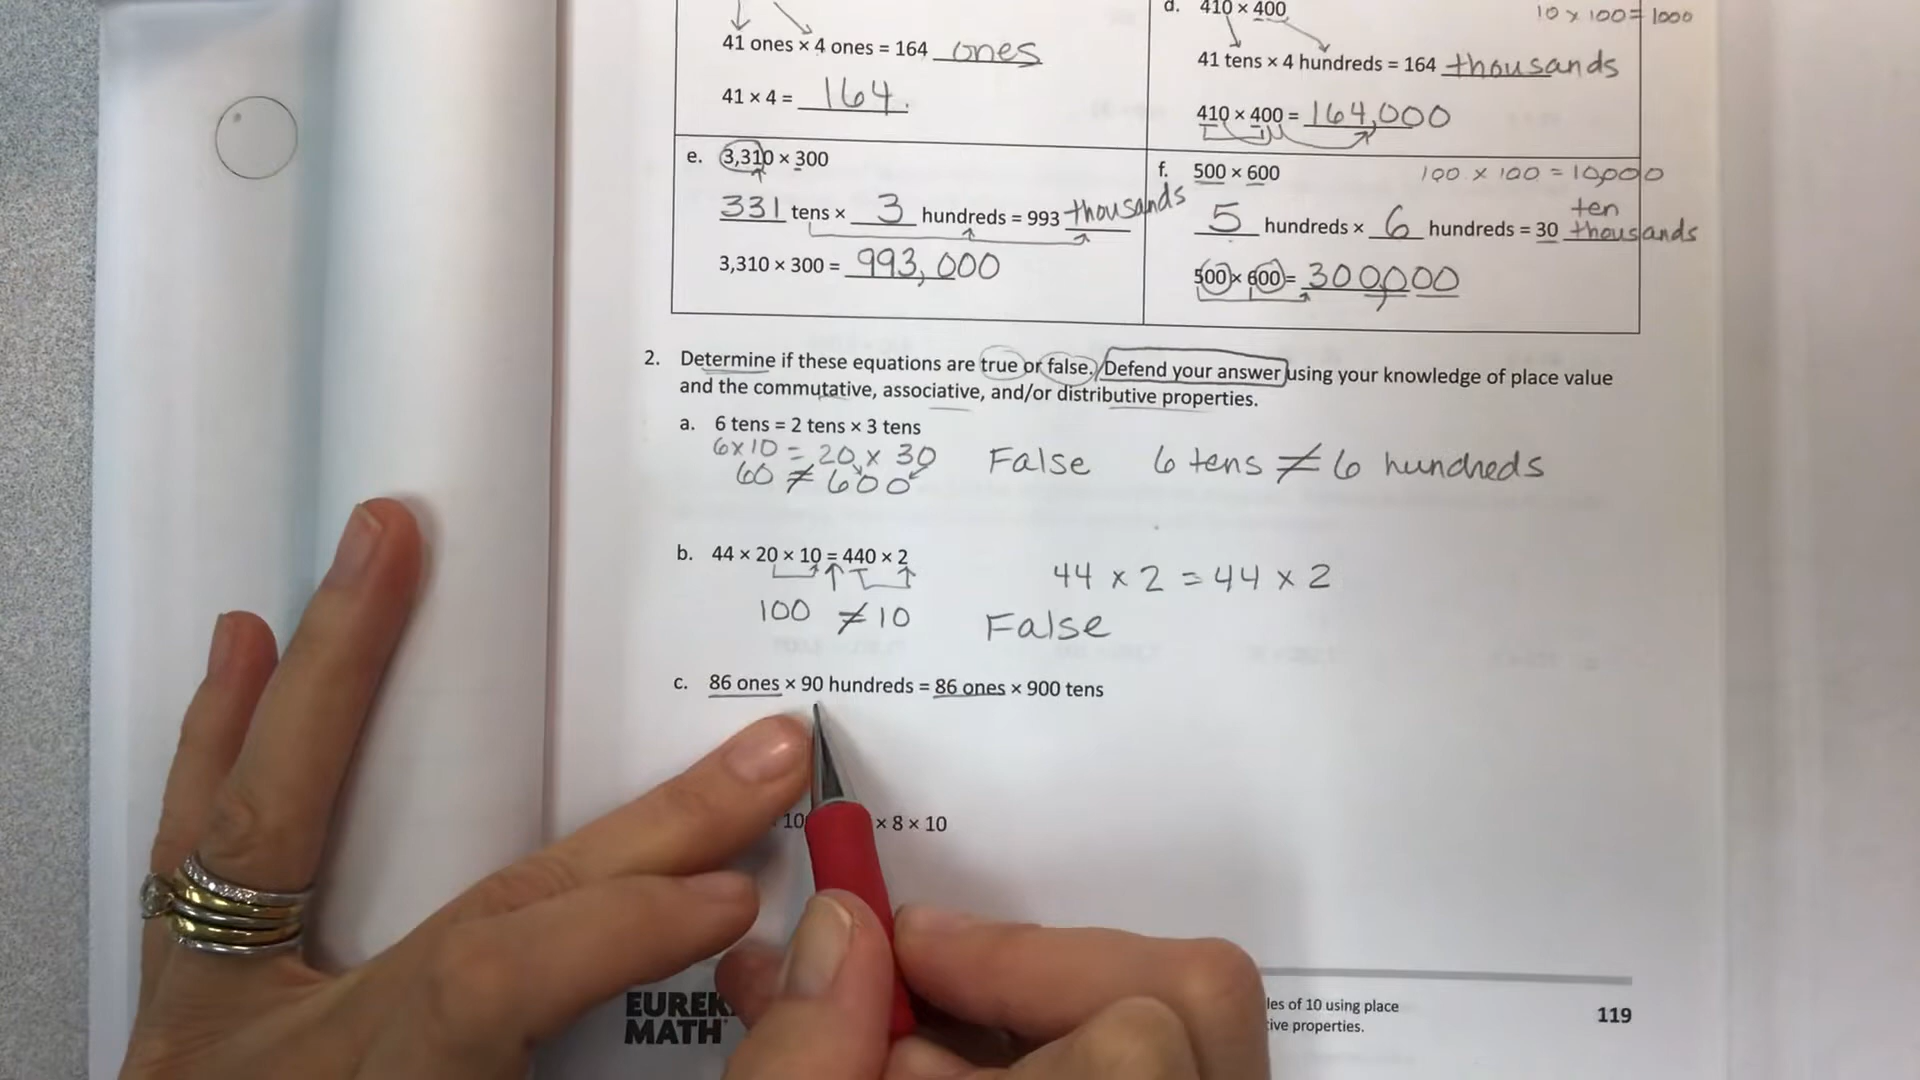 d. 410 × 400 10 x 100 = 1000
41 ones × 4 ones = 164 ones
41 tens × 4 hundreds = 164 thousands
41 × 4 = 164.
410 × 400 = 164,000
e. 3,310 × 300
331 tens × 3 hundreds = 993 thousands
3,310 × 300 = 993,000
f. 500 × 600 100 x 100 = 10,000
5 hundreds × 6 hundreds = 30 ten thousands
500 × 600 = 300,000
2. Determine if these equations are true or false. Defend your answer using your knowledge of place value
and the commutative, associative, and/or distributive properties.
a. 6 tens = 2 tens × 3 tens
6x10 = 20 x 30 False 6 tens ≠ 6 hundreds
60 ≠ 600
b. 44 × 20 × 10 = 440 × 2
44 x 2 = 44 x 2
100 ≠ 10 False
c. 86 ones × 90 hundreds = 86 ones × 900 tens
× 8 × 10
MATH
of 10 using place
properties.
119